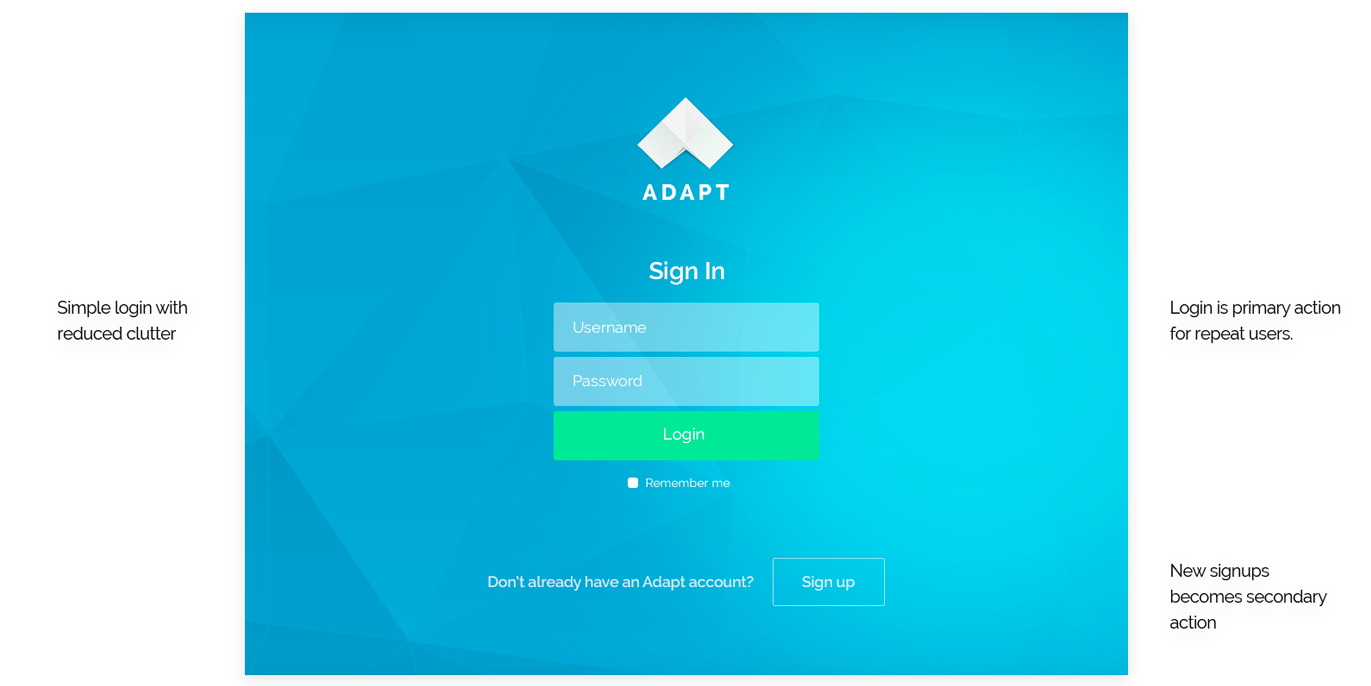 ADAPT
Sign In
Simple login with
reduced clutter
Username
Password
Login
Remember me
Login is primary action
for repeat users.
Don't already have an Adapt account?
Sign up
New signups
becomes secondary
action